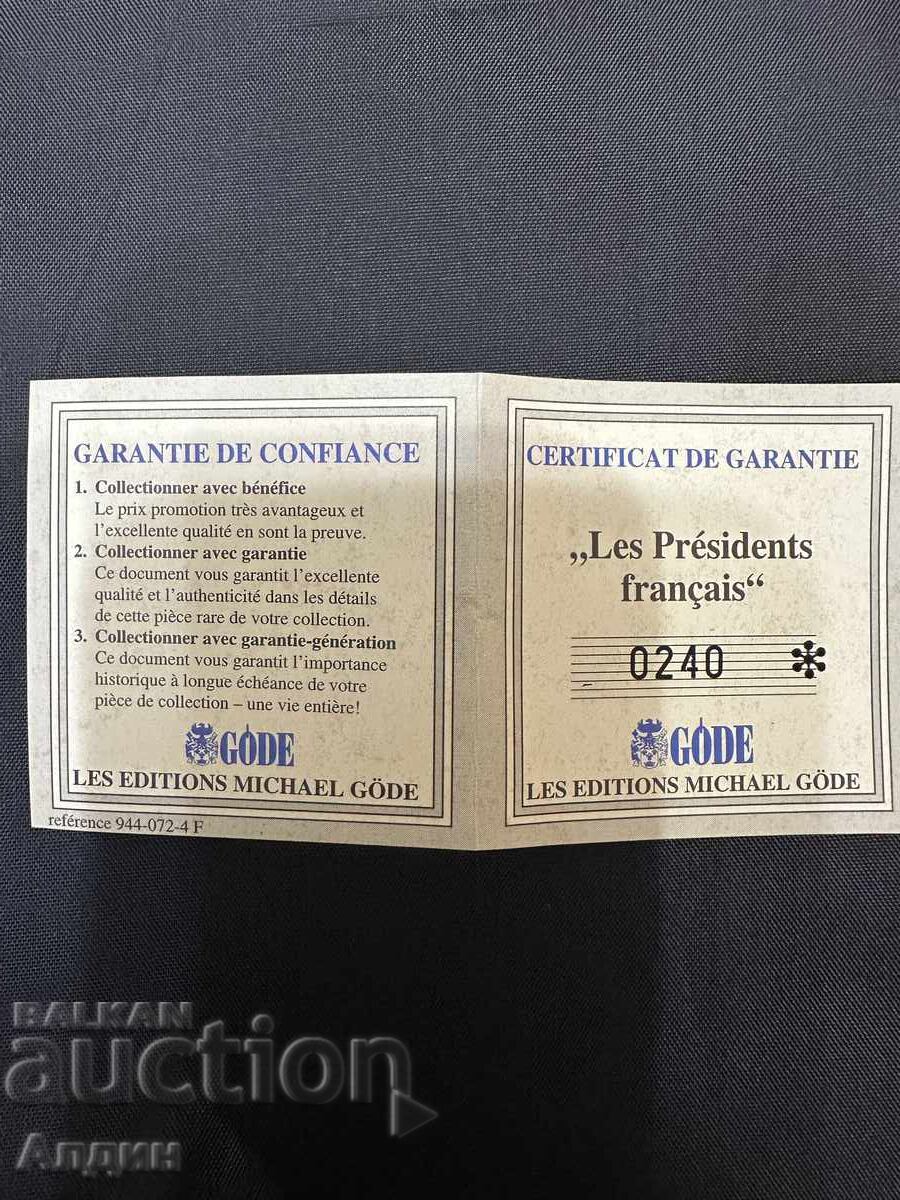 GARANTIE DE CONFIANCE
1. Collectionner avec bénéfice
Le prix promotion très avantageux et
l'excellente qualité en sont la preuve.
2. Collectionner avec garantie
Ce document vous garantit l'excellente
qualité et l'authenticité dans les détails
de cette pièce rare de votre collection.
3. Collectionner avec garantie-génération
Ce document vous garantit l'importance
historique à longue échéance de votre
pièce de collection – une vie entière!
GÖDE
LES EDITIONS MICHAEL GÖDE
reférence 944-072-4 F
CERTIFICAT DE GARANTIE
„Les Présidents
français“
0240
GÖDE
LES EDITIONS MICHAEL GÖDE
BALKAN
auction
Алдин